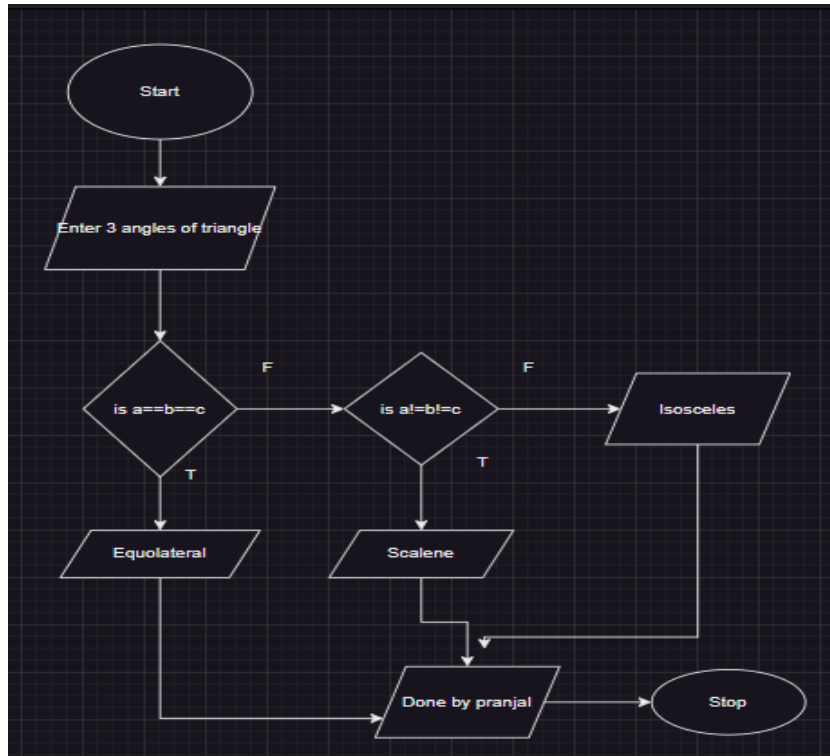 Start
Enter 3 angles of triangle
is a==b==c
F
is a!=b!=c
F
Isosceles
T
T
Equolateral
Scalene
Done by pranjal
Stop